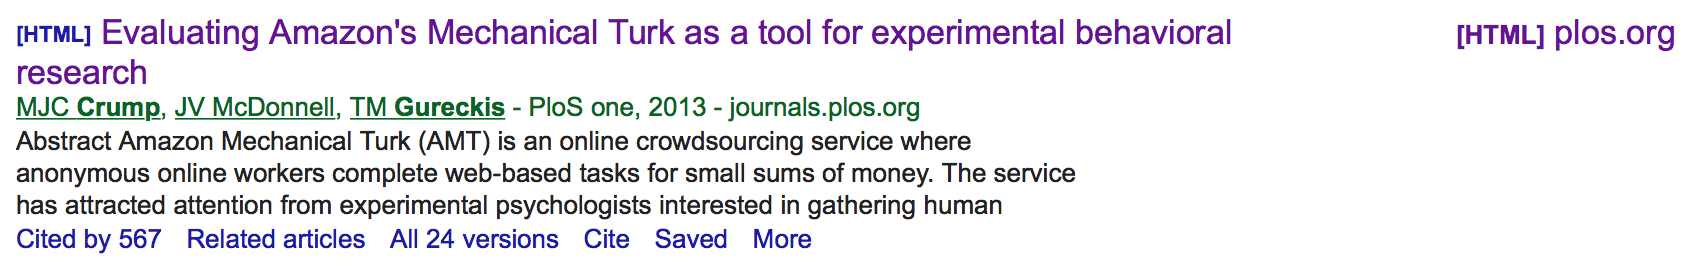 [HTML] Evaluating Amazon's Mechanical Turk as a tool for experimental behavioral [HTML] plos.org
research
MJC Crump, JV McDonnell, TM Gureckis - PloS one, 2013 - journals.plos.org
Abstract Amazon Mechanical Turk (AMT) is an online crowdsourcing service where
anonymous online workers complete web-based tasks for small sums of money. The service
has attracted attention from experimental psychologists interested in gathering human
Cited by 567 Related articles All 24 versions Cite Saved More